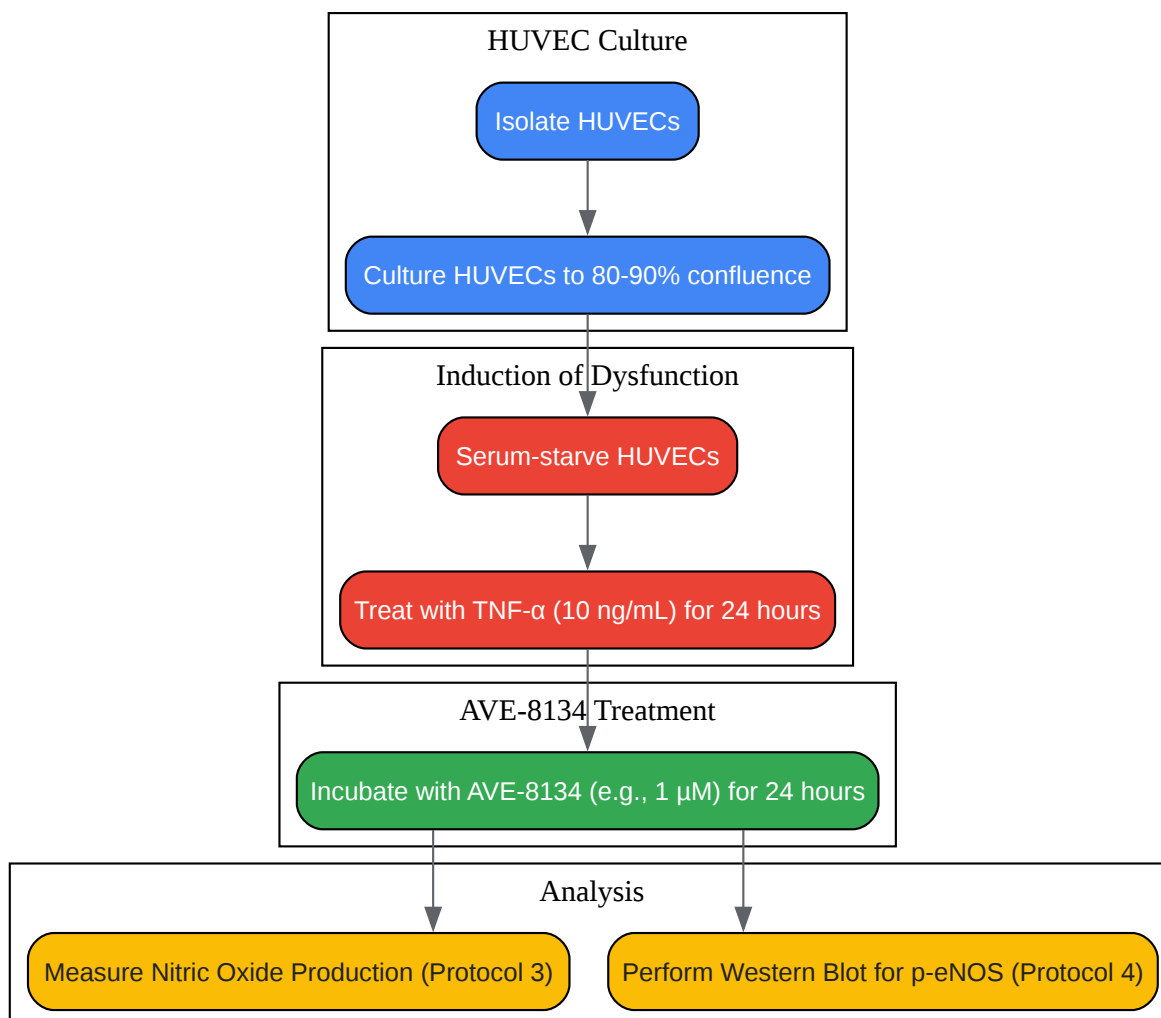 HUVEC Culture
Isolate HUVECs
Culture HUVECs to 80-90% confluence
Induction of Dysfunction
Serum-starve HUVECs
Treat with TNF-α (10 ng/mL) for 24 hours
AVE-8134 Treatment
Incubate with AVE-8134 (e.g., 1 µM) for 24 hours
Analysis
Measure Nitric Oxide Production (Protocol 3)
Perform Western Blot for p-eNOS (Protocol 4)